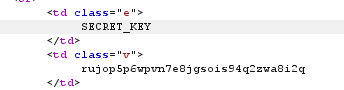 <td class="e">
SECRET_KEY
</td>
<td class="v">
rujop5p6wpvn7e8jgsois94q2zwa8i2q
</td>